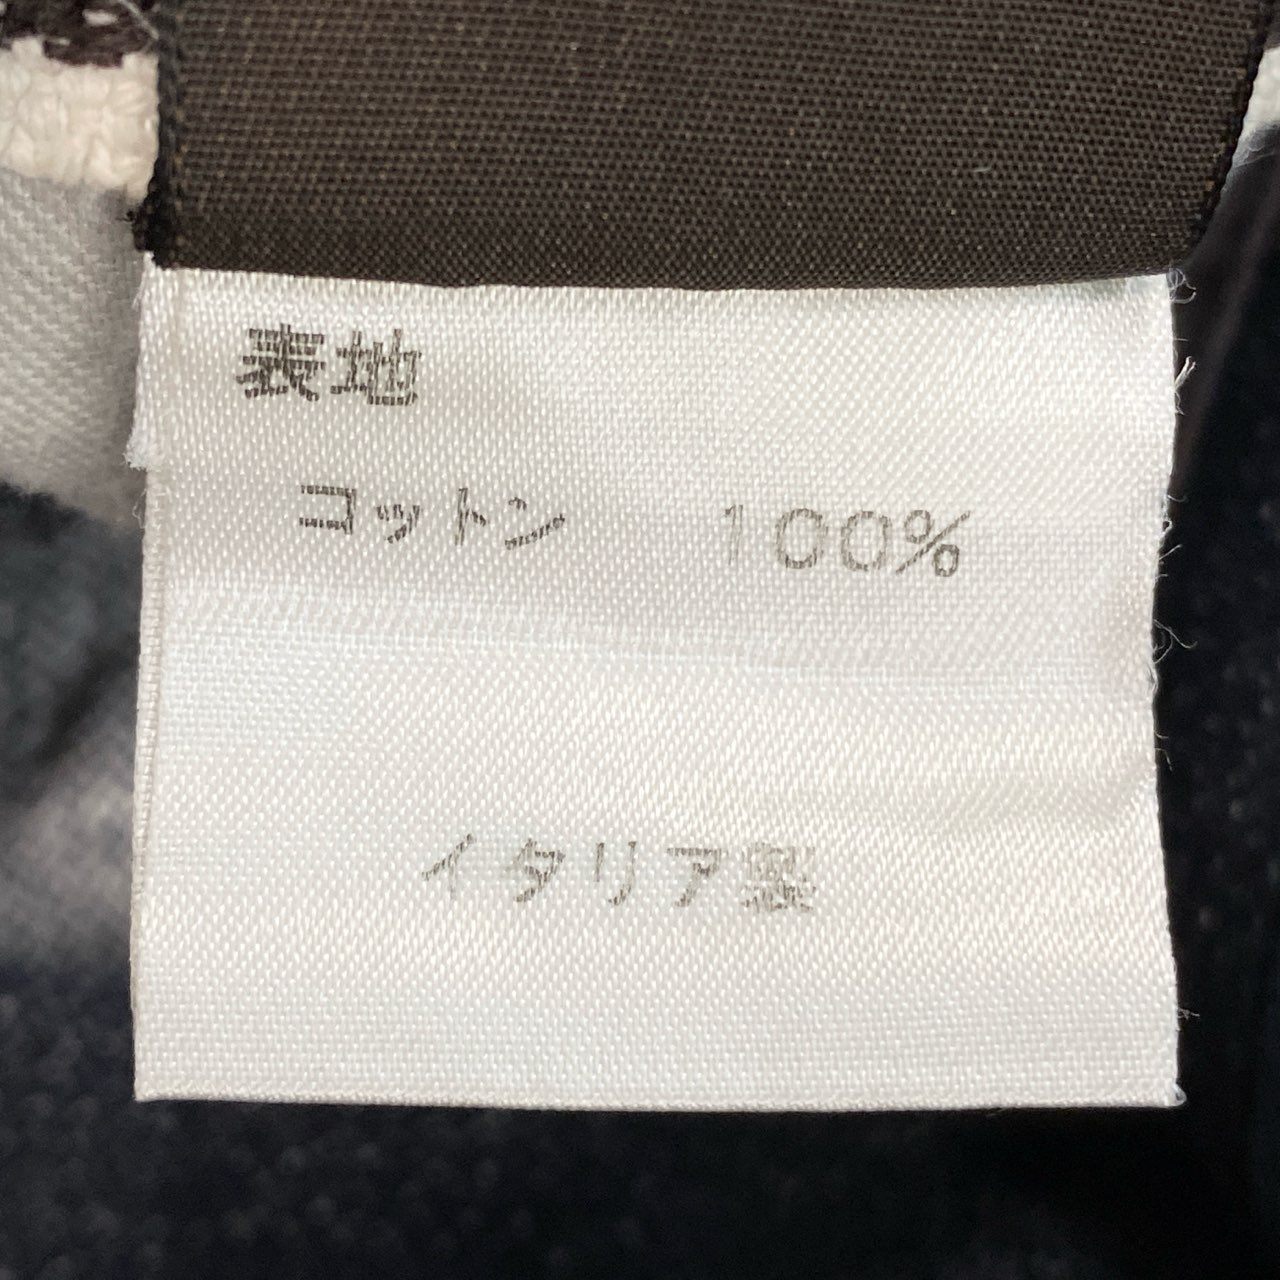 表地
コットン 100%
イタリア製